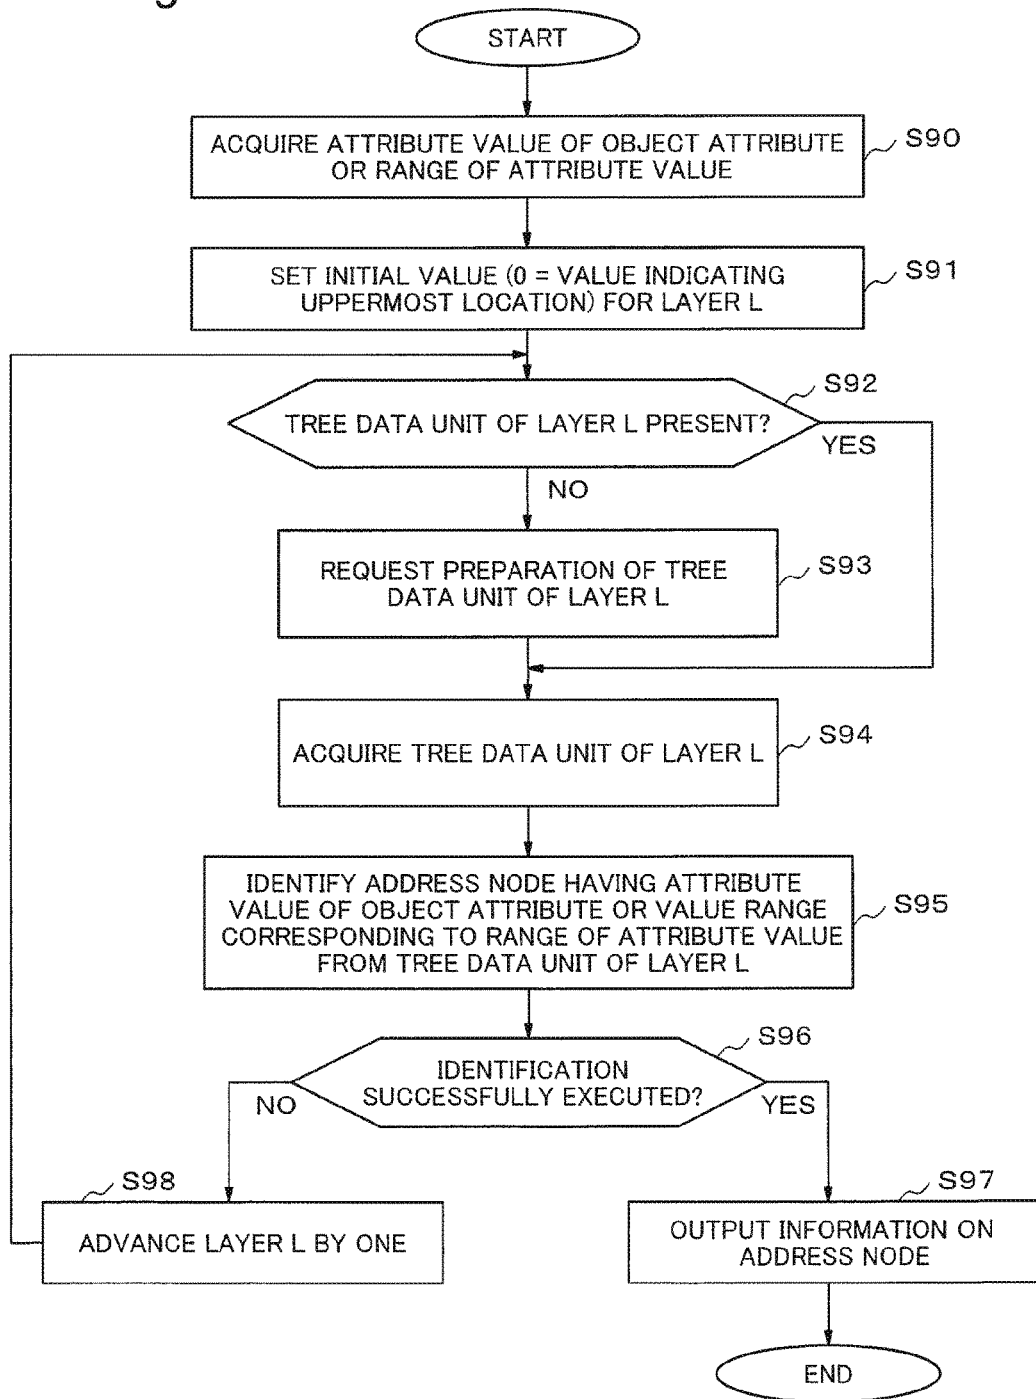 START
ACQUIRE ATTRIBUTE VALUE OF OBJECT ATTRIBUTE
OR RANGE OF ATTRIBUTE VALUE
S90
SET INITIAL VALUE (0 = VALUE INDICATING
UPPERMOST LOCATION) FOR LAYER L
S91
TREE DATA UNIT OF LAYER L PRESENT?
S92
YES
NO
REQUEST PREPARATION OF TREE
DATA UNIT OF LAYER L
S93
ACQUIRE TREE DATA UNIT OF LAYER L
S94
IDENTIFY ADDRESS NODE HAVING ATTRIBUTE
VALUE OF OBJECT ATTRIBUTE OR VALUE RANGE
CORRESPONDING TO RANGE OF ATTRIBUTE VALUE
FROM TREE DATA UNIT OF LAYER L
S95
IDENTIFICATION
SUCCESSFULLY EXECUTED?
S96
NO
YES
S98
ADVANCE LAYER L BY ONE
S97
OUTPUT INFORMATION ON
ADDRESS NODE
END